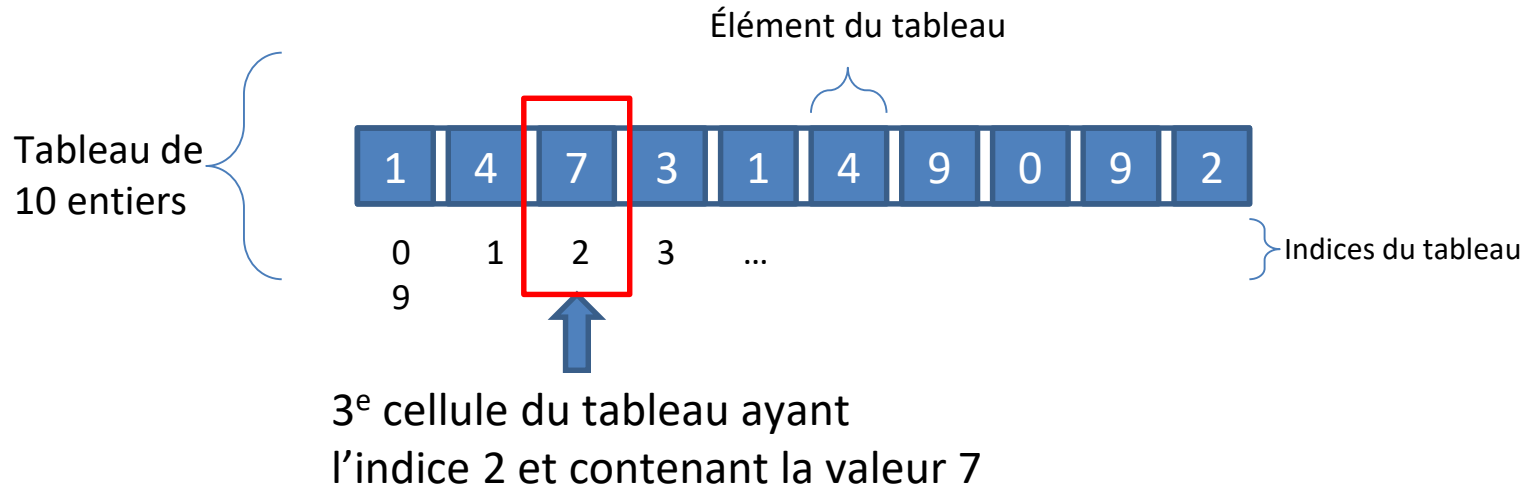 Élément du tableau
Tableau de
10 entiers
1 4 7 3 1 4 9 0 9 2
0 1 2 3 ...
9
Indices du tableau
3e cellule du tableau ayant
l’indice 2 et contenant la valeur 7